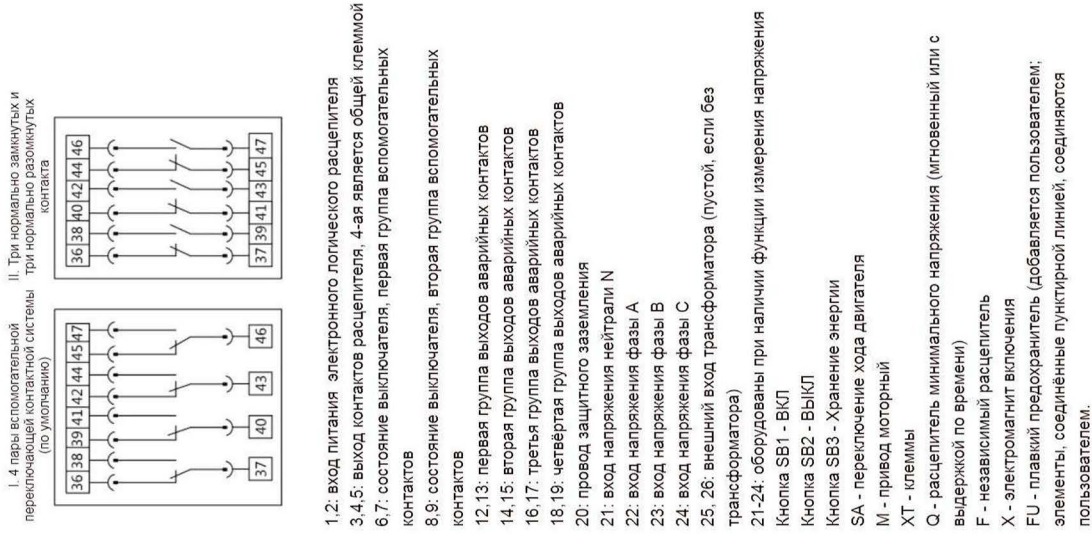 I. 4 пары вспомогательной
переключающей контактной системы
(по умолчанию)
36 38 39 41 42 44 45 47
37 40 43 46
II. Три нормально замкнутых и
три нормально разомкнутых
контакта
36 38 40 42 44 46
37 39 41 43 45 47
1,2: вход питания электронного логического расцепителя
3,4,5: выход контактов расцепителя, 4-ая является общей клеммой
6,7: состояние выключателя, первая группа вспомогательных
контактов
8,9: состояние выключателя, вторая группа вспомогательных
контактов
12,13: первая группа выходов аварийных контактов
14,15: вторая группа выходов аварийных контактов
16,17: третья группа выходов аварийных контактов
18,19: четвёртая группа выходов аварийных контактов
20: провод защитного заземления
21: вход напряжения нейтрали N
22: вход напряжения фазы A
23: вход напряжения фазы B
24: вход напряжения фазы C
25, 26: внешний вход трансформатора (пустой, если без
трансформатора)
21-24: оборудованы при наличии функции измерения напряжения
Кнопка SB1 - ВКЛ
Кнопка SB2 - ВЫКЛ
Кнопка SB3 - Хранение энергии
SA - переключение хода двигателя
M - привод моторный
XT - клеммы
Q - расцепитель минимального напряжения (мгновенный или с
выдержкой по времени)
F - независимый расцепитель
X - электромагнит включения
FU - плавкий предохранитель (добавляется пользователем;
элементы, соединённые пунктирной линией, соединяются
пользователем.